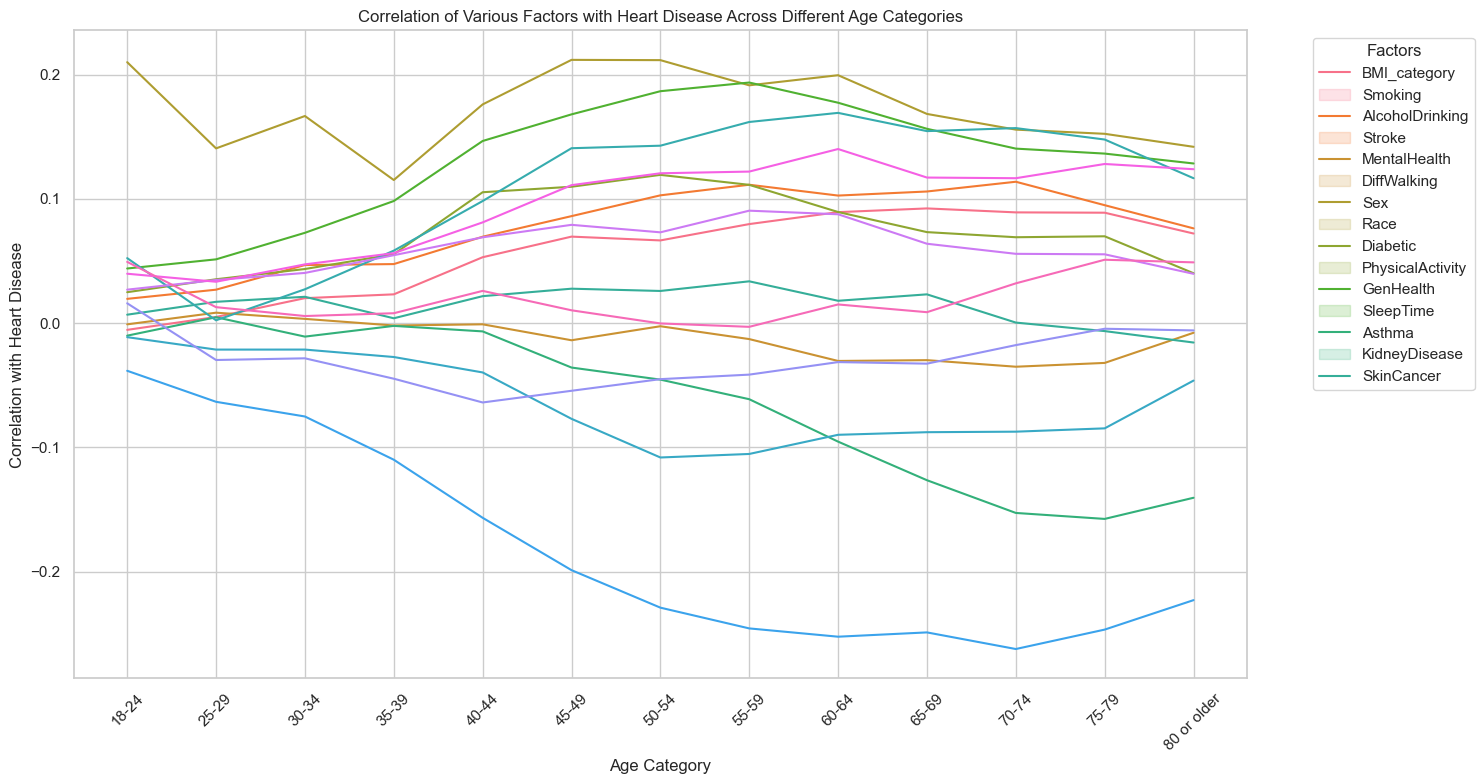 Correlation of Various Factors with Heart Disease Across Different Age Categories
Correlation with Heart Disease
0.2
0.1
0.0
−0.1
−0.2
18-24
25-29
30-34
35-39
40-44
45-49
50-54
55-59
60-64
65-69
70-74
75-79
80 or older
Age Category
Factors
BMI_category
Smoking
AlcoholDrinking
Stroke
MentalHealth
DiffWalking
Sex
Race
Diabetic
PhysicalActivity
GenHealth
SleepTime
Asthma
KidneyDisease
SkinCancer